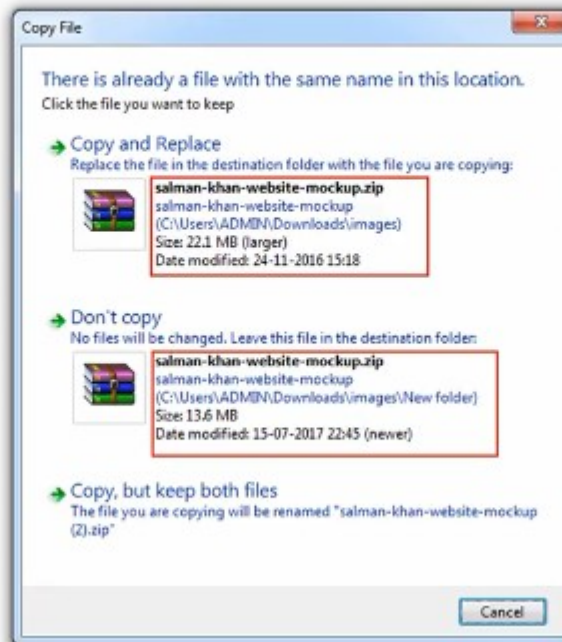 Copy File
There is already a file with the same name in this location.
Click the file you want to keep
Copy and Replace
Replace the file in the destination folder with the file you are copying:
salman-khan-website-mockup.zip
salman-khan-website-mockup
(C:\Users\ADMIN\Downloads\images)
Size: 22.1 MB (larger)
Date modified: 24-11-2016 15:18
Don't copy
No files will be changed. Leave this file in the destination folder:
salman-khan-website-mockup.zip
salman-khan-website-mockup
(C:\Users\ADMIN\Downloads\images\New folder)
Size: 13.6 MB
Date modified: 15-07-2017 22:45 (newer)
Copy, but keep both files
The file you are copying will be renamed "salman-khan-website-mockup
(2).zip"
Cancel